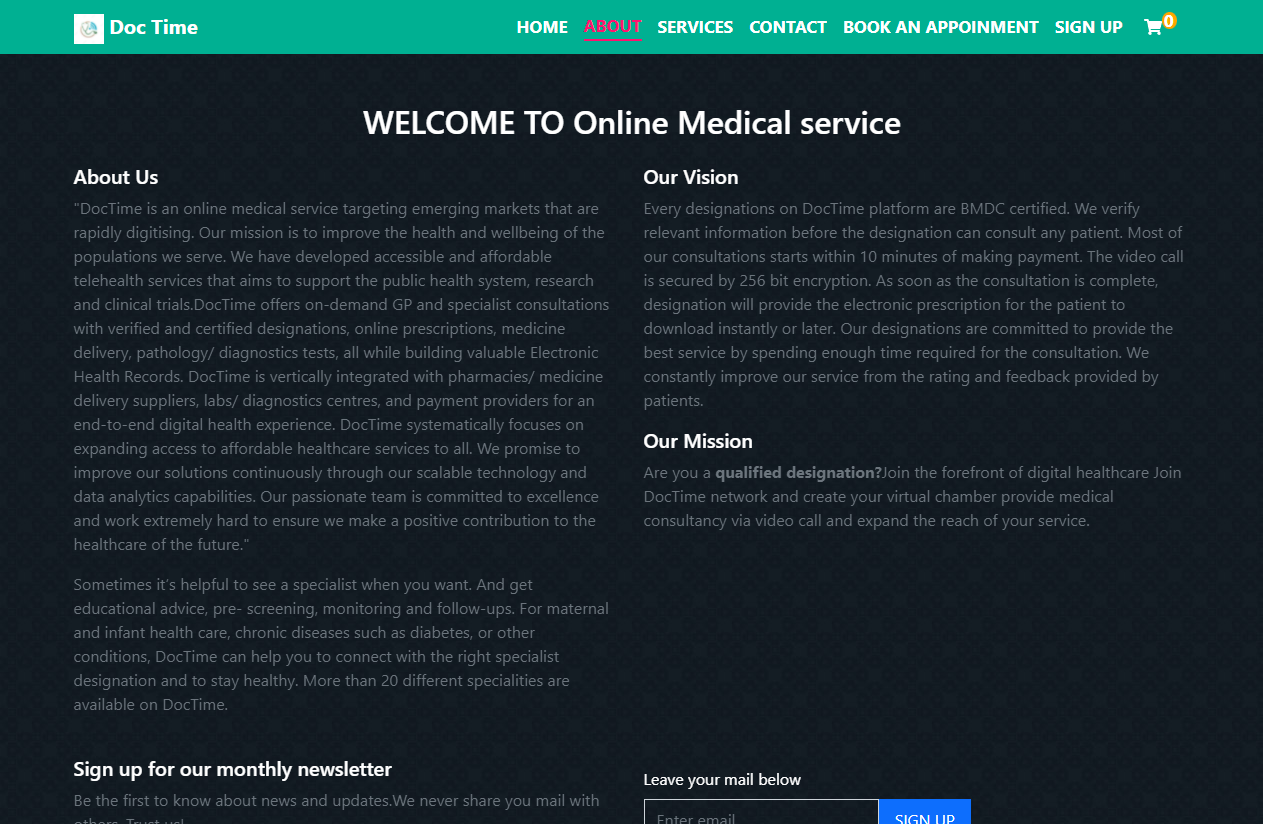 Doc Time
HOME ABOUT SERVICES CONTACT BOOK AN APPOINMENT SIGN UP 0
WELCOME TO Online Medical service
About Us
"DocTime is an online medical service targeting emerging markets that are
rapidly digitising. Our mission is to improve the health and wellbeing of the
populations we serve. We have developed accessible and affordable
telehealth services that aims to support the public health system, research
and clinical trials.DocTime offers on-demand GP and specialist consultations
with verified and certified designations, online prescriptions, medicine
delivery, pathology/ diagnostics tests, all while building valuable Electronic
Health Records. DocTime is vertically integrated with pharmacies/ medicine
delivery suppliers, labs/ diagnostics centres, and payment providers for an
end-to-end digital health experience. DocTime systematically focuses on
expanding access to affordable healthcare services to all. We promise to
improve our solutions continuously through our scalable technology and
data analytics capabilities. Our passionate team is committed to excellence
and work extremely hard to ensure we make a positive contribution to the
healthcare of the future."
Sometimes it's helpful to see a specialist when you want. And get
educational advice, pre- screening, monitoring and follow-ups. For maternal
and infant health care, chronic diseases such as diabetes, or other
conditions, DocTime can help you to connect with the right specialist
designation and to stay healthy. More than 20 different specialities are
available on DocTime.
Our Vision
Every designations on DocTime platform are BMDC certified. We verify
relevant information before the designation can consult any patient. Most of
our consultations starts within 10 minutes of making payment. The video call
is secured by 256 bit encryption. As soon as the consultation is complete,
designation will provide the electronic prescription for the patient to
download instantly or later. Our designations are committed to provide the
best service by spending enough time required for the consultation. We
constantly improve our service from the rating and feedback provided by
patients.
Our Mission
Are you a qualified designation?Join the forefront of digital healthcare Join
DocTime network and create your virtual chamber provide medical
consultancy via video call and expand the reach of your service.
Sign up for our monthly newsletter
Be the first to know about news and updates.We never share you mail with
others. Trust us!
Leave your mail below
Enter email
SIGN UP